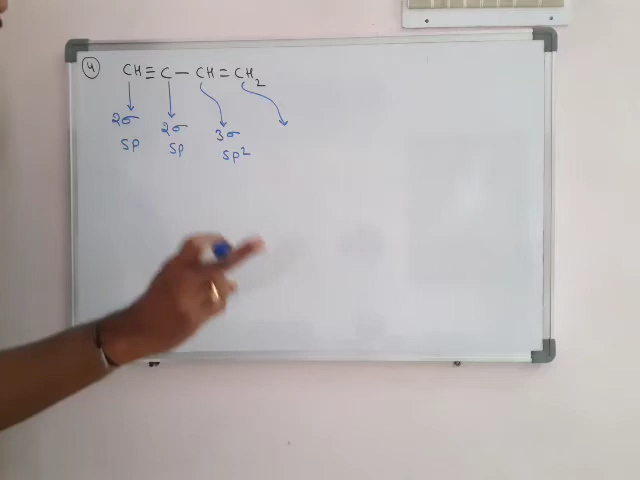 4 CH≡C—CH=CH₂
2σ 2σ 3σ
sp sp sp²